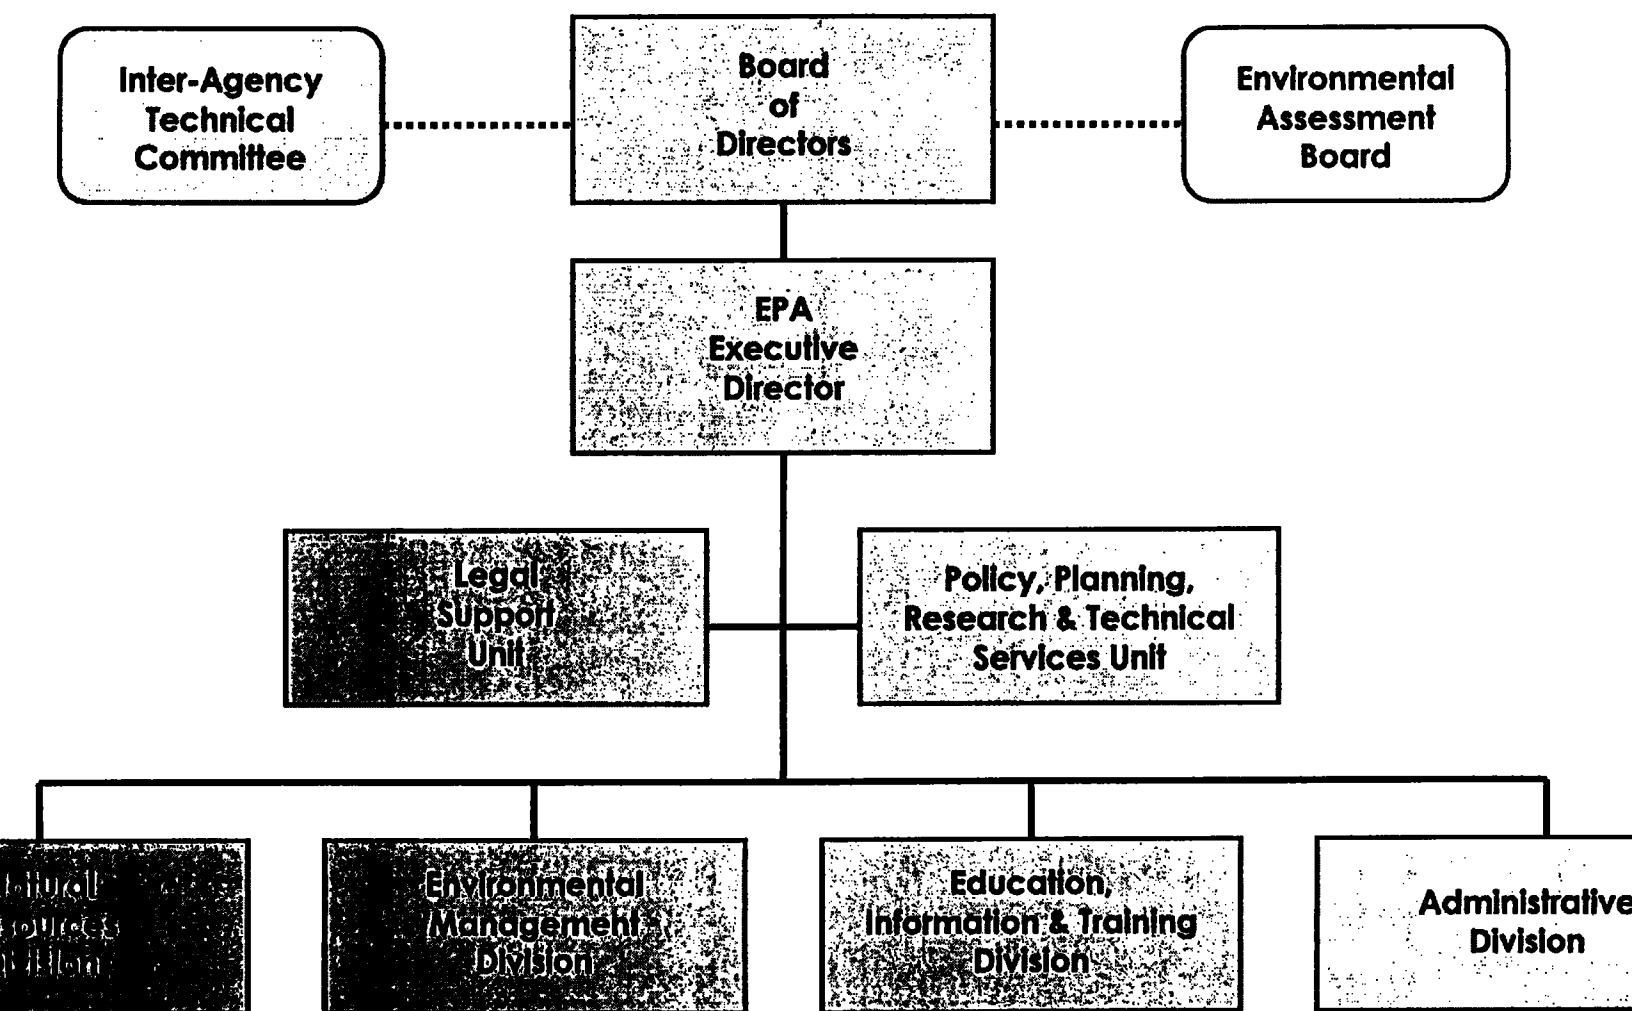 Inter-Agency
Technical
Committee
Board
of
Directors
Environmental
Assessment
Board
EPA
Executive
Director
Legal
Support
Unit
Policy, Planning,
Research & Technical
Services Unit
Environmental
Management
Division
Education,
Information & Training
Division
Administrative
Division